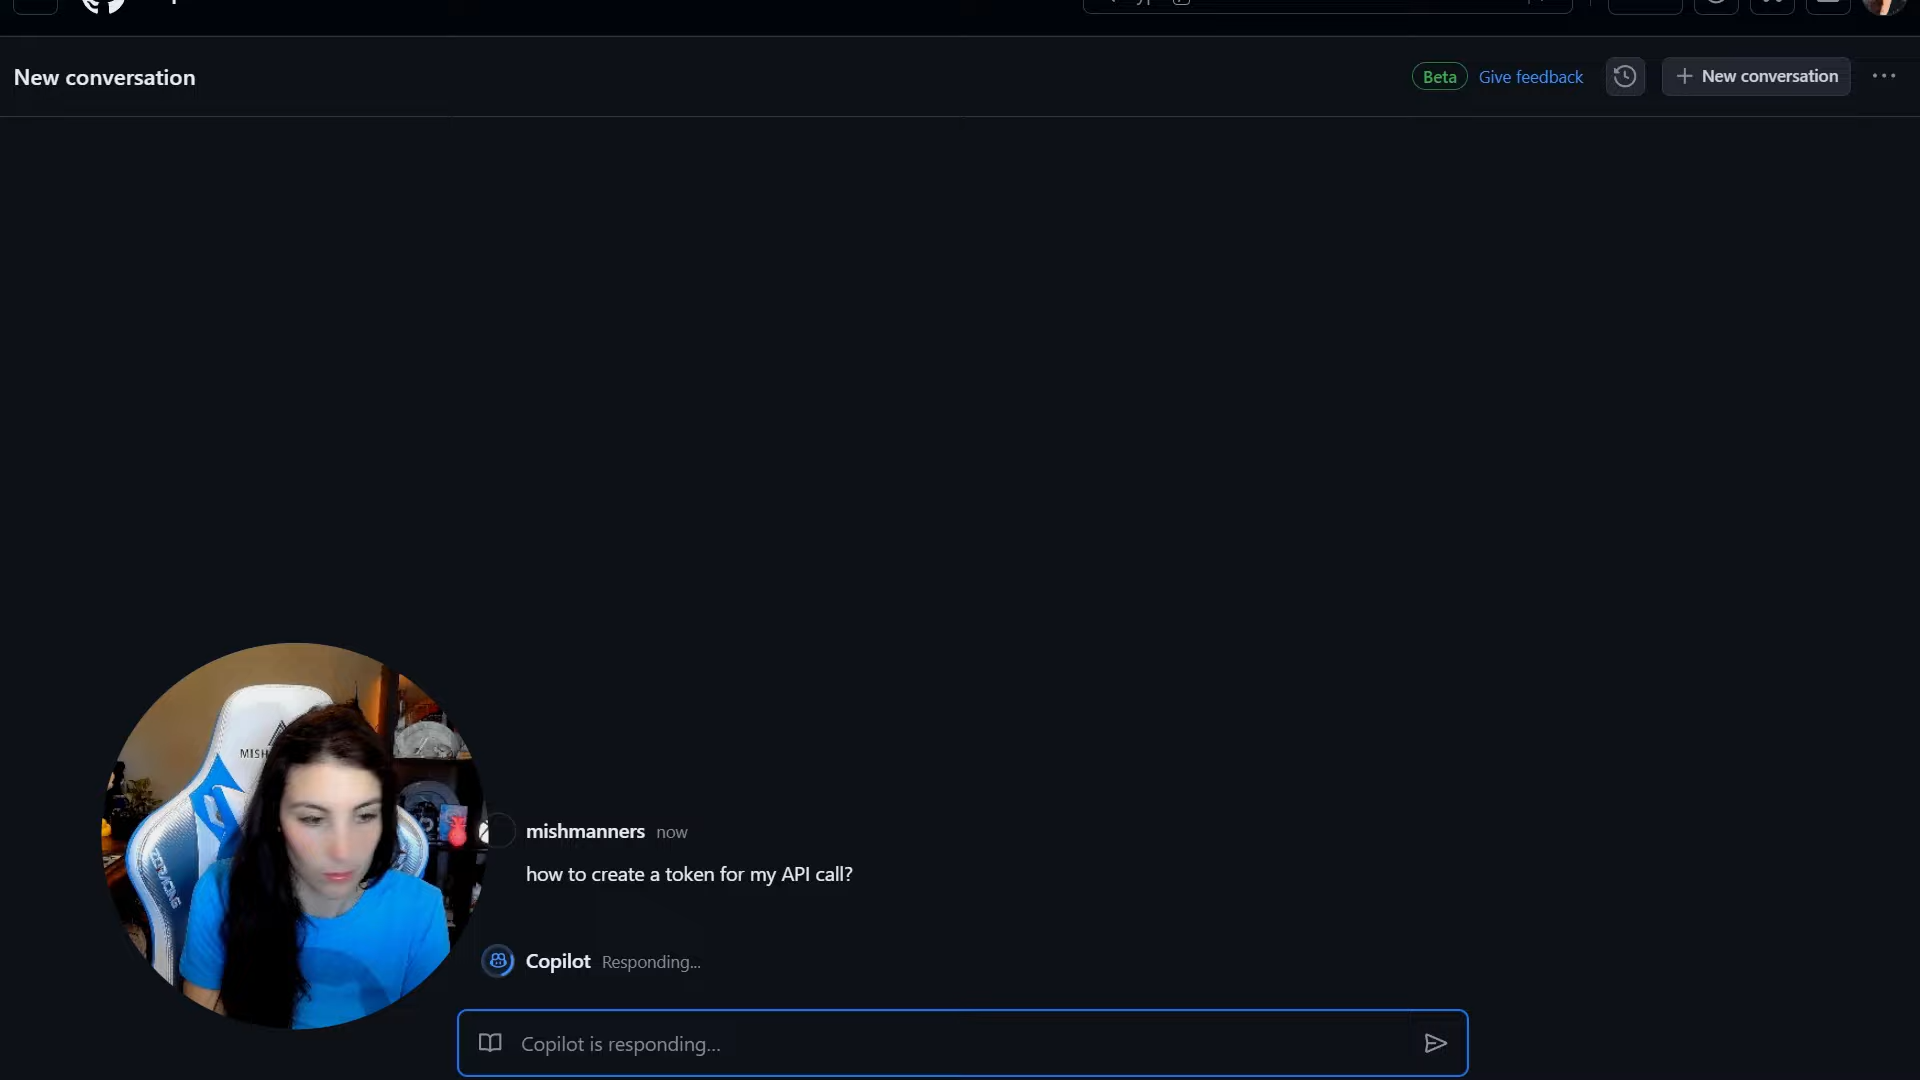 New conversation
Beta Give feedback New conversation
MISH
mishmanners now
how to create a token for my API call?
Copilot Responding...
Copilot is responding...